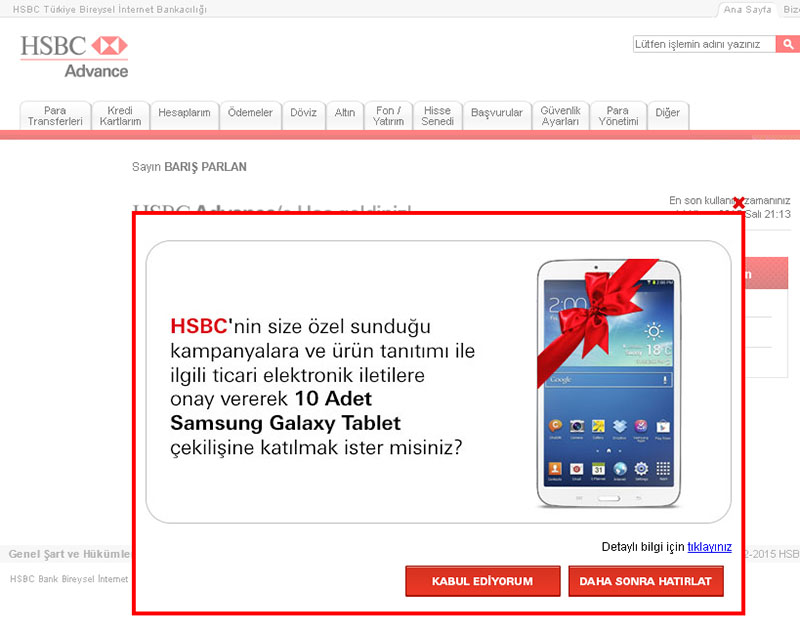 HSBC Türkiye Bireysel İnternet Bankacılığı
Ana Sayfa
HSBC
Advance
Lütfen işlemin adını yazınız
Para Transferleri
Kredi Kartlarım
Hesaplarım
Ödemeler
Döviz
Altın
Fon / Yatırım
Hisse Senedi
Başvurular
Güvenlik Ayarları
Para Yönetimi
Diğer
Sayın BARIŞ PARLAN
En son kullanım zamanınız
Salı 21:13
HSBC'nin size özel sunduğu
kampanyalara ve ürün tanıtımı ile
ilgili ticari elektronik iletilere
onay vererek 10 Adet
Samsung Galaxy Tablet
çekilişine katılmak ister misiniz?
2:00
18°
Google
Detaylı bilgi için tıklayınız
KABUL EDİYORUM
DAHA SONRA HATIRLAT
Genel Şart ve Hükümle
2-2015 HSB
HSBC Bank Bireysel İnternet